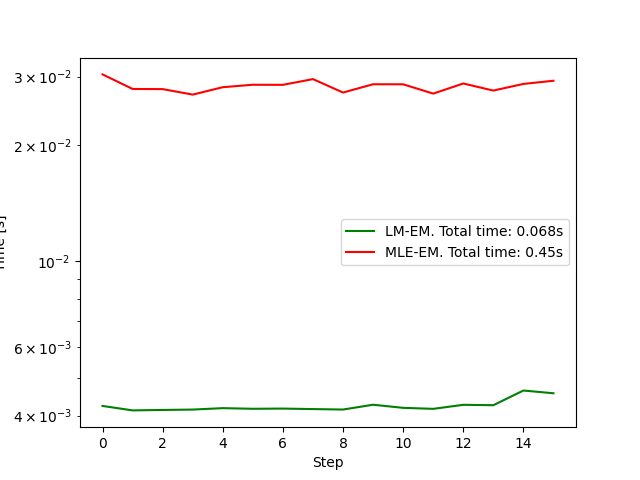 3 × 10⁻²
2 × 10⁻²
10⁻²
6 × 10⁻³
4 × 10⁻³
LM-EM. Total time: 0.068s
MLE-EM. Total time: 0.45s
0 2 4 6 8 10 12 14
Step